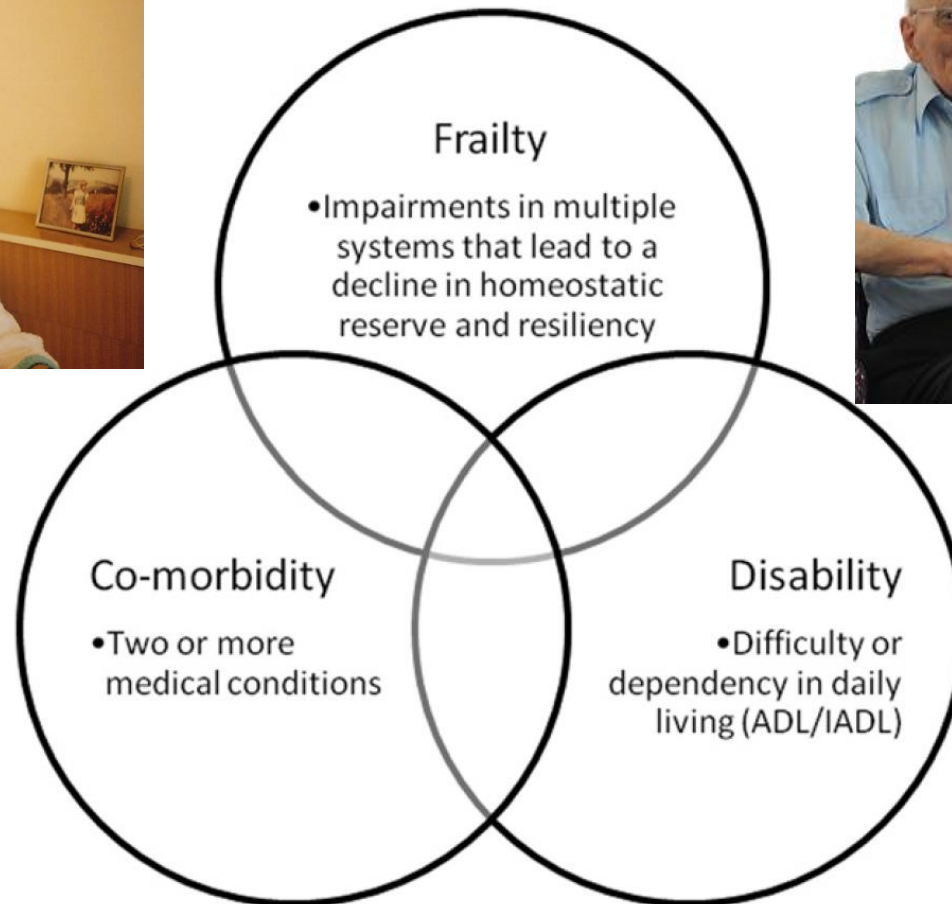 Frailty
•Impairments in multiple
systems that lead to a
decline in homeostatic
reserve and resiliency
Co-morbidity
•Two or more
medical conditions
Disability
•Difficulty or
dependency in daily
living (ADL/IADL)